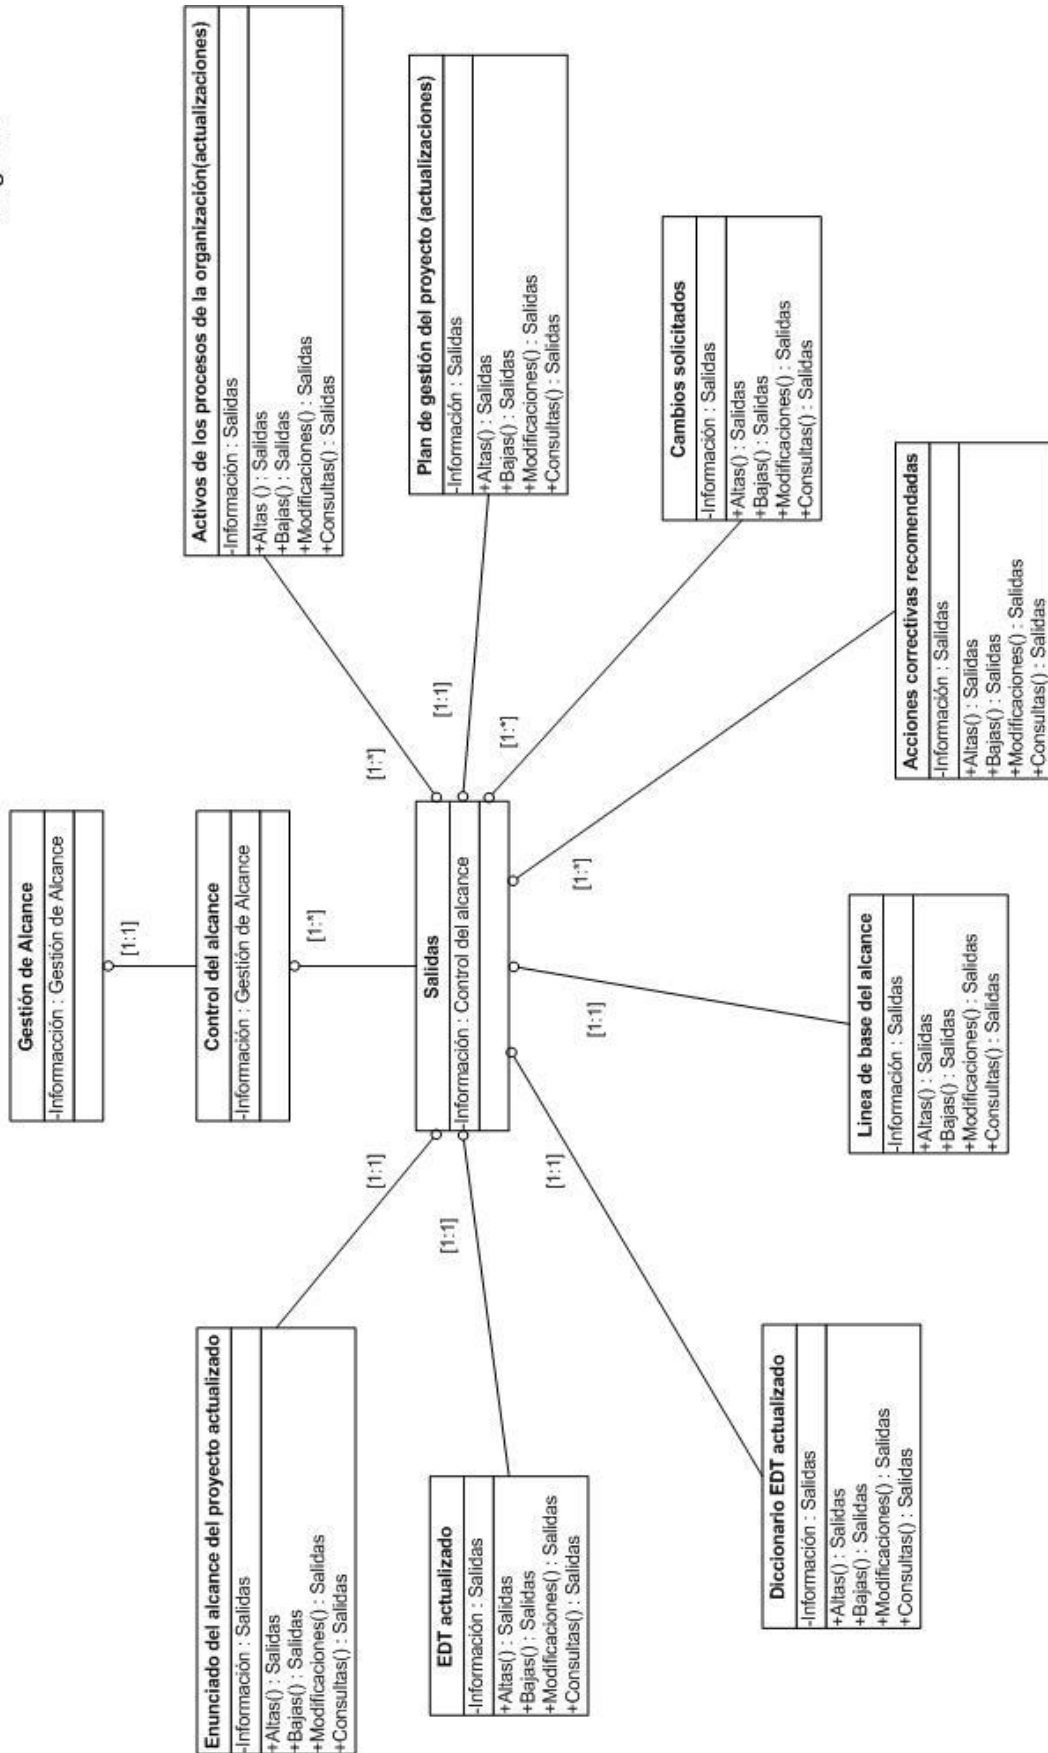 Gestión de Alcance
-Informacción : Gestión de Alcance
[1:1]
Control del alcance
-Información : Gestión de Alcance
[1:*]
Enunciado del alcance del proyecto actualizado
-Información : Salidas
+Altas() : Salidas
+Bajas() : Salidas
+Modificaciones() : Salidas
+Consultas() : Salidas
[1:1]
Activos de los procesos de la organización(actualizaciones)
-Información : Salidas
+Altas () : Salidas
+Bajas() : Salidas
+Modificaciones() : Salidas
+Consultas() : Salidas
[1:*]
Salidas
-Información : Control del alcance
EDT actualizado
-Información : Salidas
+Altas() : Salidas
+Bajas() : Salidas
+Modificaciones() : Salidas
+Consultas() : Salidas
[1:1]
Plan de gestión del proyecto (actualizaciones)
-Información : Salidas
+Altas() : Salidas
+Bajas() : Salidas
+Modificaciones() : Salidas
+Consultas() : Salidas
[1:1]
[1:*]
Cambios solicitados
-Información : Salidas
+Altas() : Salidas
+Bajas() : Salidas
+Modificaciones() : Salidas
+Consultas() : Salidas
[1:1]
Diccionario EDT actualizado
-Información : Salidas
+Altas() : Salidas
+Bajas() : Salidas
+Modificaciones() : Salidas
+Consultas() : Salidas
[1:1]
Linea de base del alcance
-Información : Salidas
+Altas() : Salidas
+Bajas() : Salidas
+Modificaciones() : Salidas
+Consultas() : Salidas
[1:*]
Acciones correctivas recomendadas
-Información : Salidas
+Altas() : Salidas
+Bajas() : Salidas
+Modificaciones() : Salidas
+Consultas() : Salidas